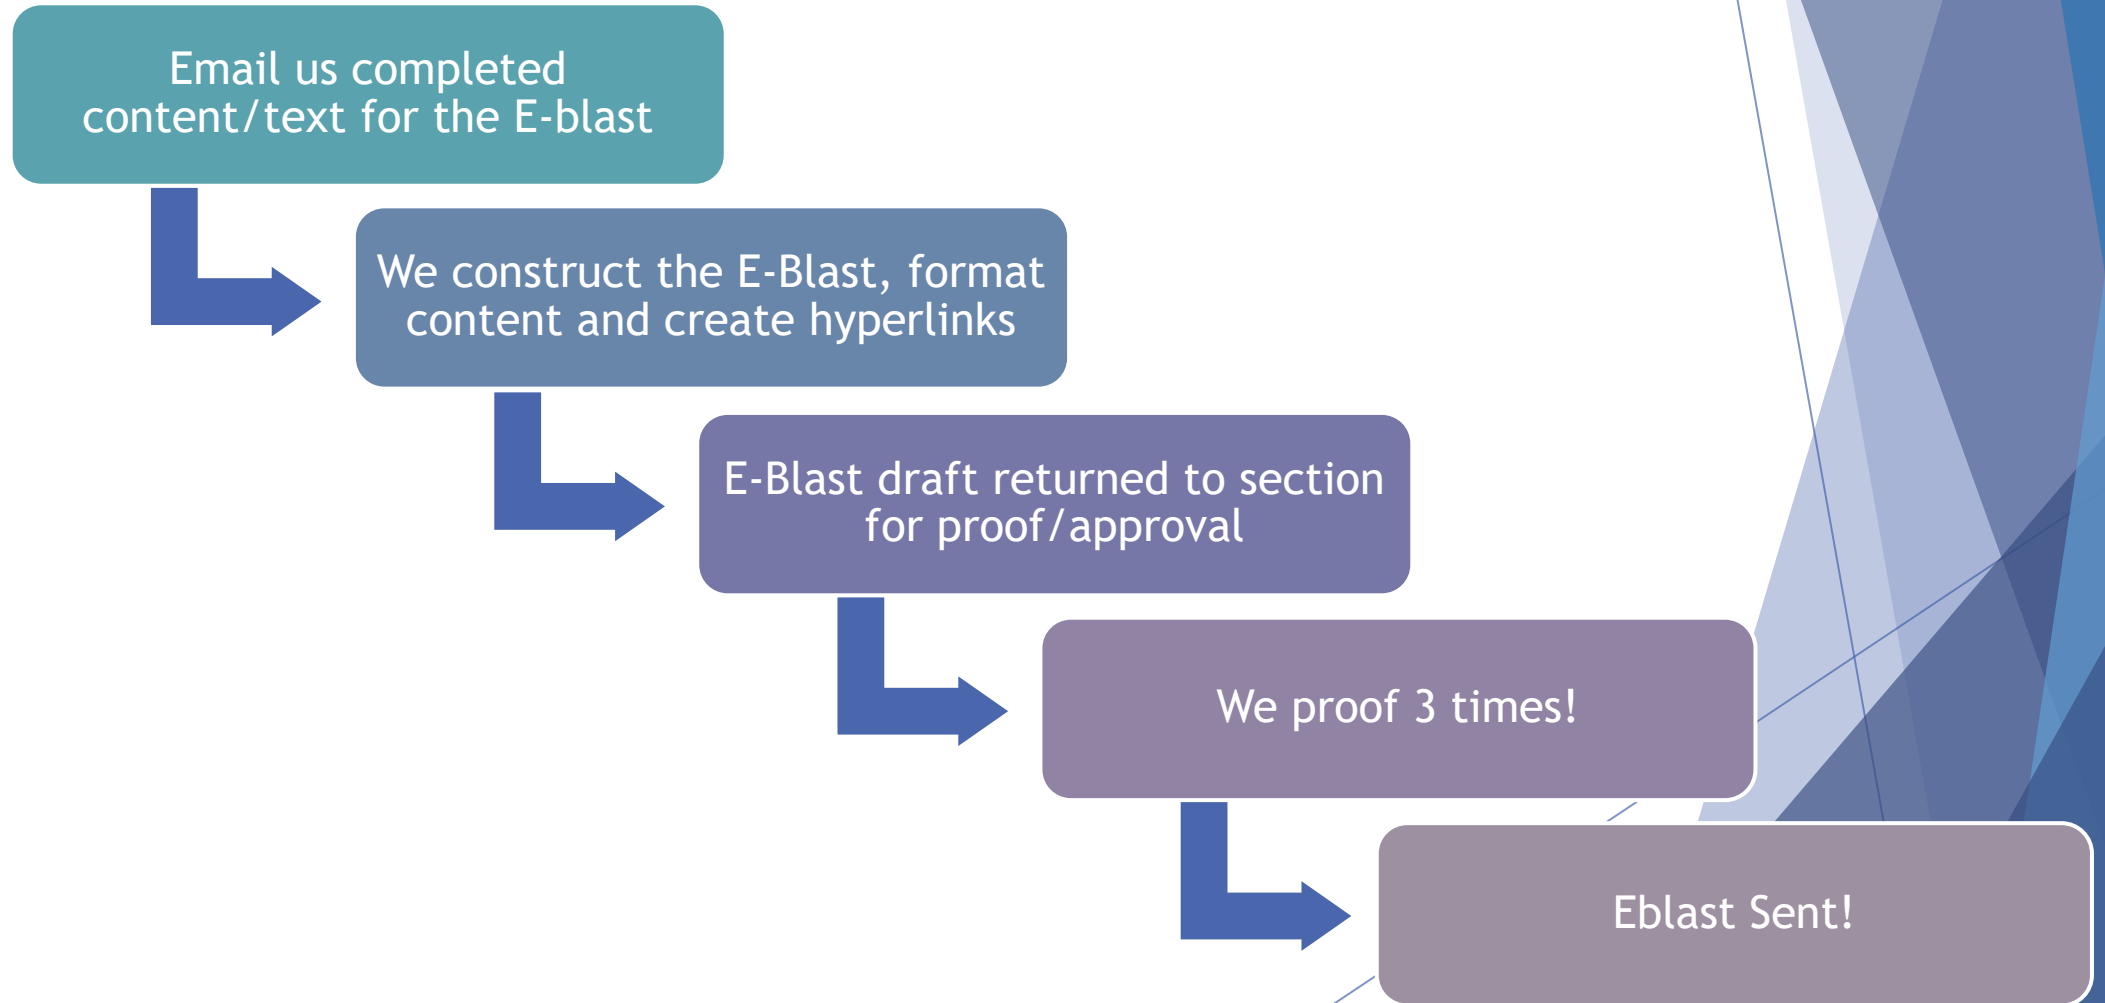 Email us completed
content/text for the E-blast
We construct the E-Blast, format
content and create hyperlinks
E-Blast draft returned to section
for proof/approval
We proof 3 times!
Eblast Sent!